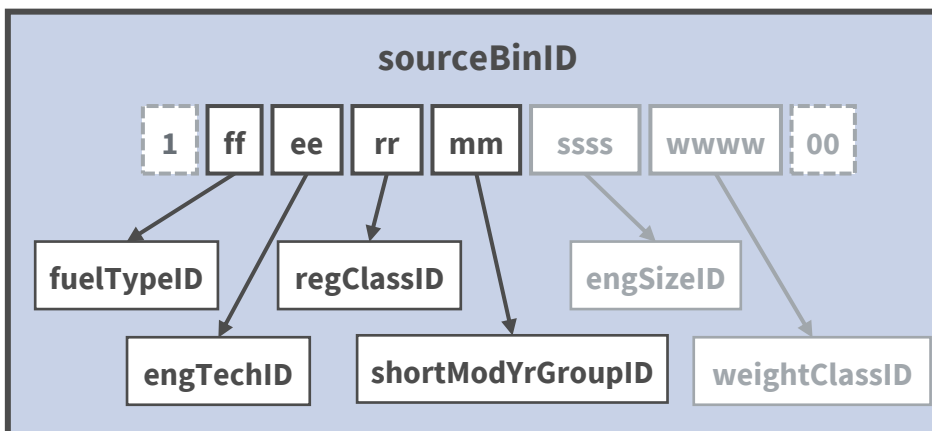 sourceBinID
1 ff ee rr mm ssss wwww 00
fuelTypeID regClassID engSizeID
engTechID shortModYrGroupID weightClassID